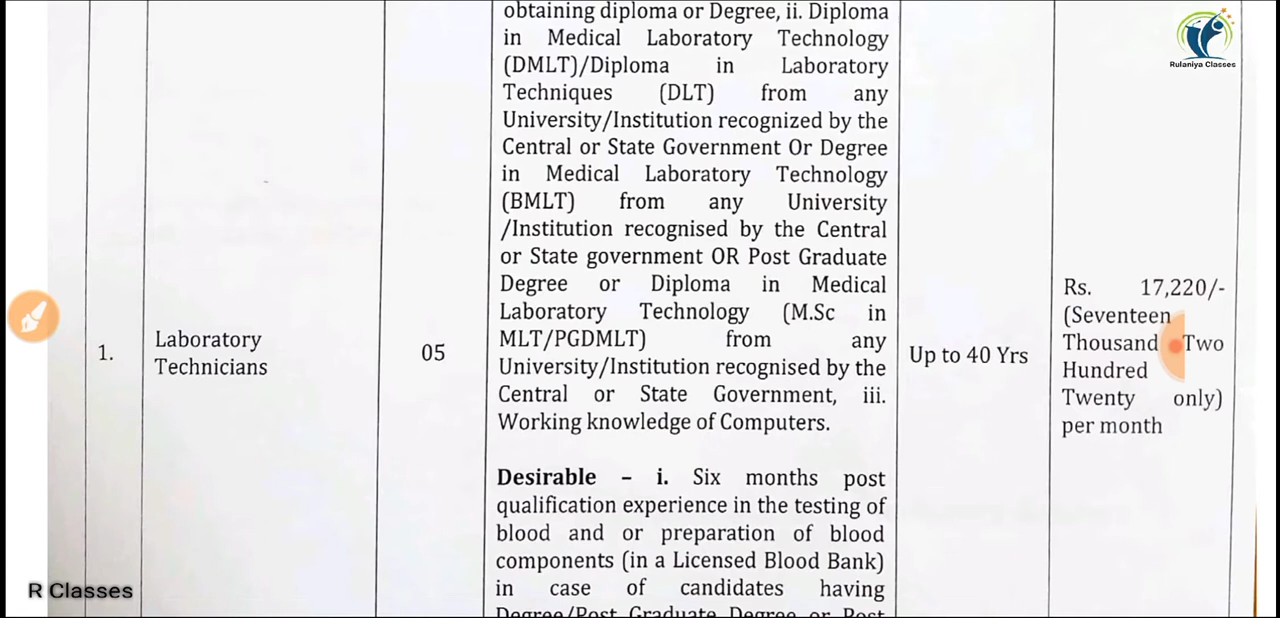 obtaining diploma or Degree, ii. Diploma
in Medical Laboratory Technology
(DMLT)/Diploma in Laboratory
Techniques (DLT) from any
University/Institution recognized by the
Central or State Government Or Degree
in Medical Laboratory Technology
(BMLT) from any University
/Institution recognised by the Central
or State government OR Post Graduate
Degree or Diploma in Medical
Laboratory Technology (M.Sc in
MLT/PGDMLT) from any
University/Institution recognised by the
Central or State Government, iii.
Working knowledge of Computers.
Desirable – i. Six months post
qualification experience in the testing of
blood and or preparation of blood
components (in a Licensed Blood Bank)
in case of candidates having
Degree/Post Graduate Degree or Post
1.
Laboratory
Technicians
05
Up to 40 Yrs
Rs. 17,220/-
(Seventeen
Thousand Two
Hundred
Twenty only)
per month
Rulaniya Classes
R Classes